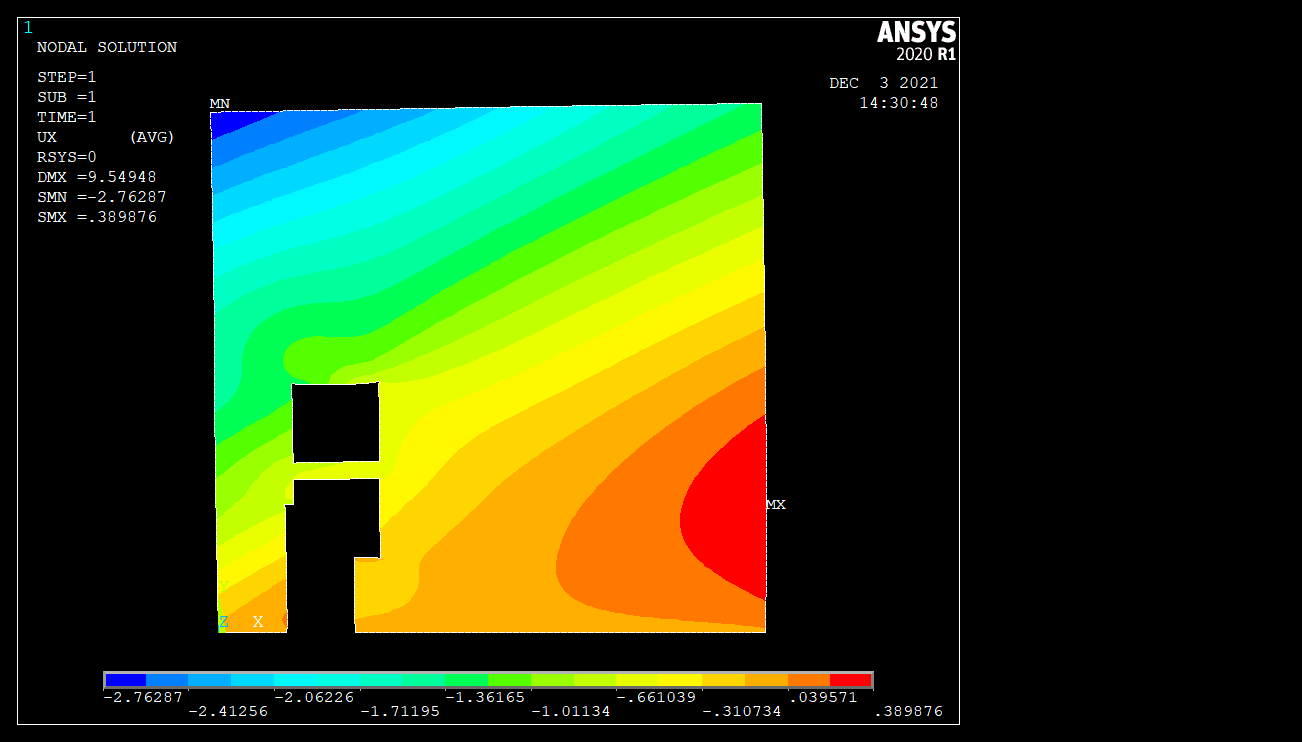 1
ANSYS
2020 R1
NODAL SOLUTION
STEP=1
SUB =1
TIME=1
UX (AVG)
RSYS=0
DMX =9.54948
SMN =-2.76287
SMX =.389876
DEC 3 2021
14:30:48
MN
MX
Y
Z X
-2.76287 -2.06226 -1.36165 -.661039 .039571
-2.41256 -1.71195 -1.01134 -.310734 .389876